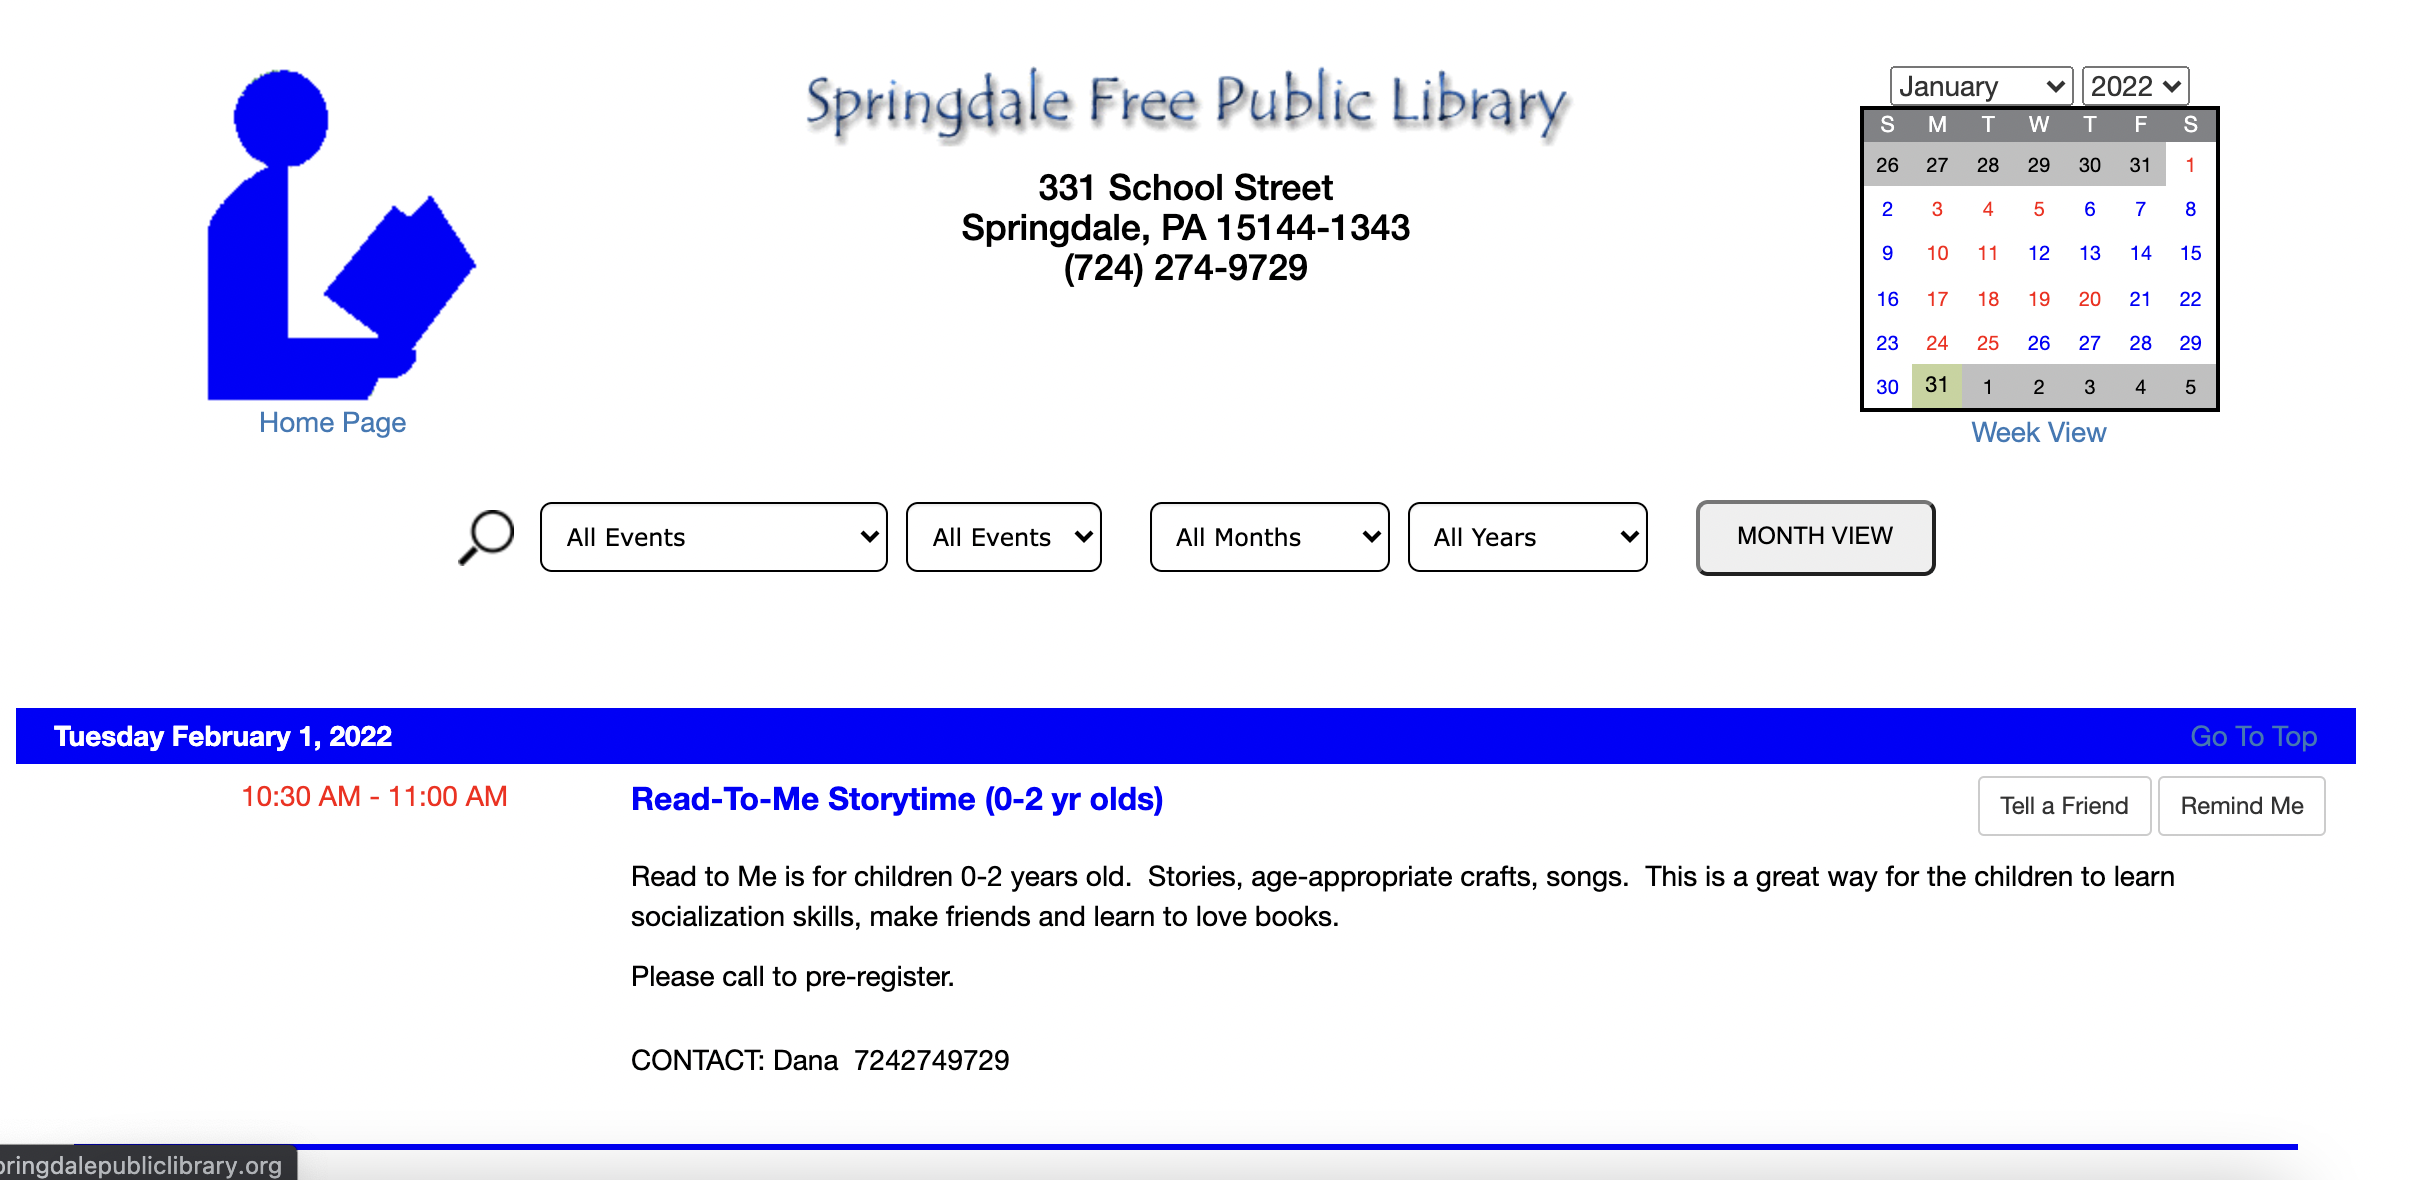 Springdale Free Public Library
331 School Street
Springdale, PA 15144-1343
(724) 274-9729
Home Page
January 2022
S M T W T F S
26 27 28 29 30 31 1
2 3 4 5 6 7 8
9 10 11 12 13 14 15
16 17 18 19 20 21 22
23 24 25 26 27 28 29
30 31 1 2 3 4 5
Week View
All Events All Events All Months All Years MONTH VIEW
Tuesday February 1, 2022 Go To Top
10:30 AM - 11:00 AM Read-To-Me Storytime (0-2 yr olds) Tell a Friend Remind Me
Read to Me is for children 0-2 years old. Stories, age-appropriate crafts, songs. This is a great way for the children to learn
socialization skills, make friends and learn to love books.
Please call to pre-register.
CONTACT: Dana 7242749729
pringdalepubliclibrary.org